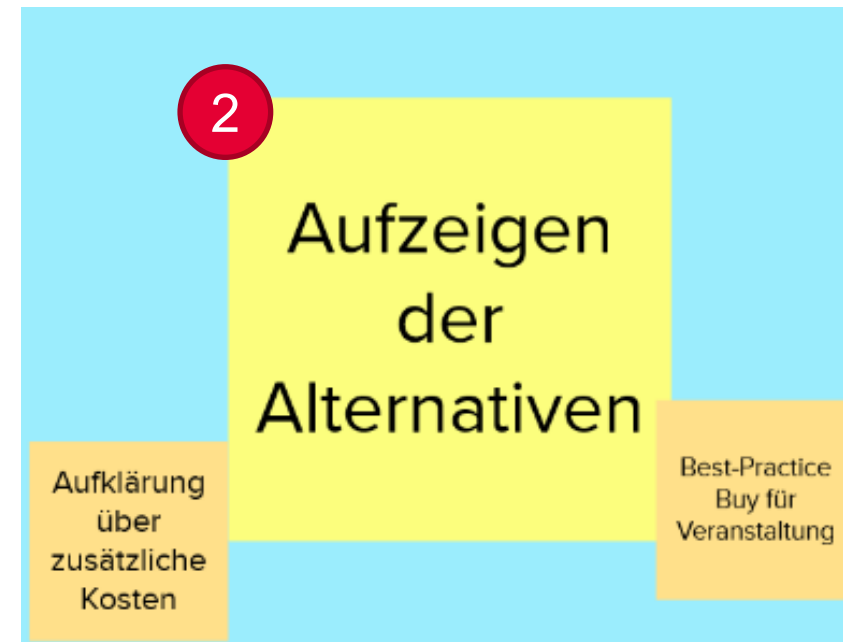 2
Aufzeigen
der
Alternativen
Aufklärung
über
zusätzliche
Kosten
Best-Practice
Buy für
Veranstaltung